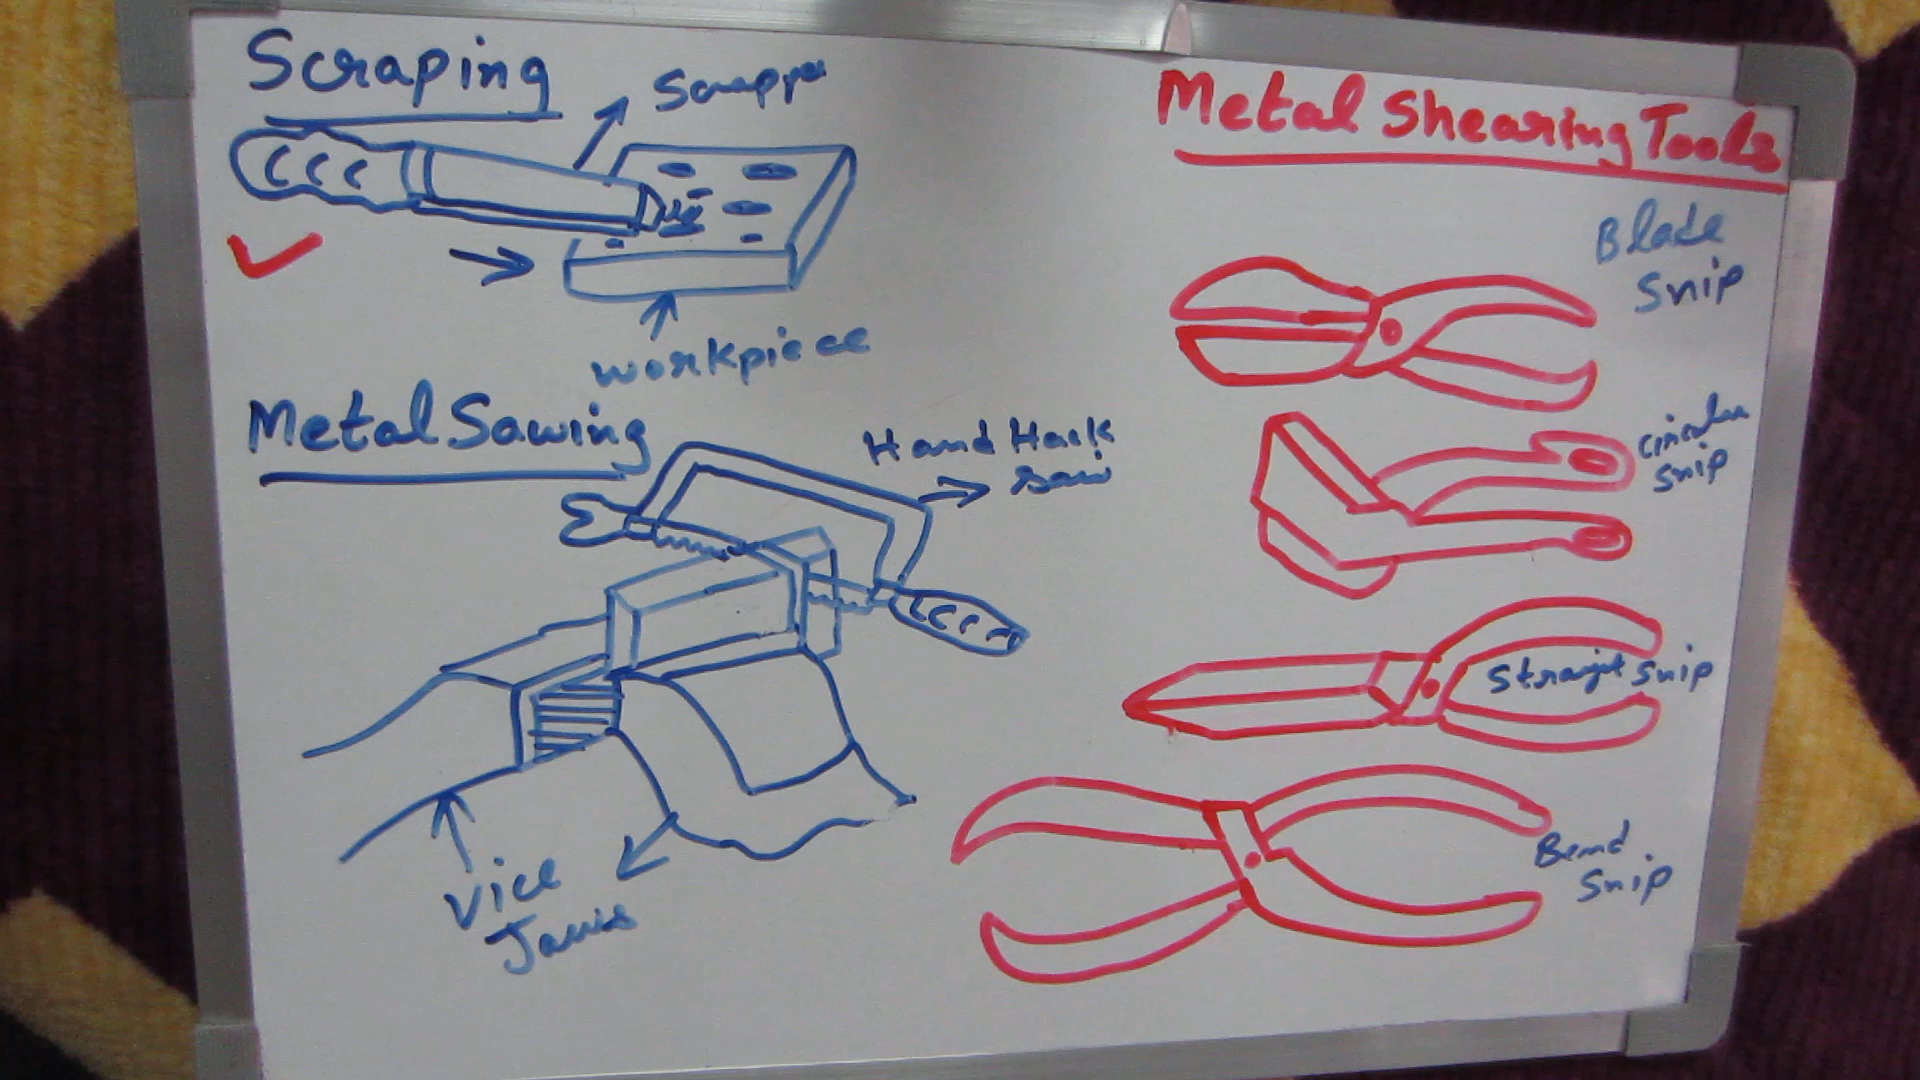 Scraping
Scrapper
workpiece
Metal Sawing
Hand Hack
saw
Vice
Jaws
Metal Shearing Tools
Blade
Snip
Circular
snip
Straight snip
Bend
Snip